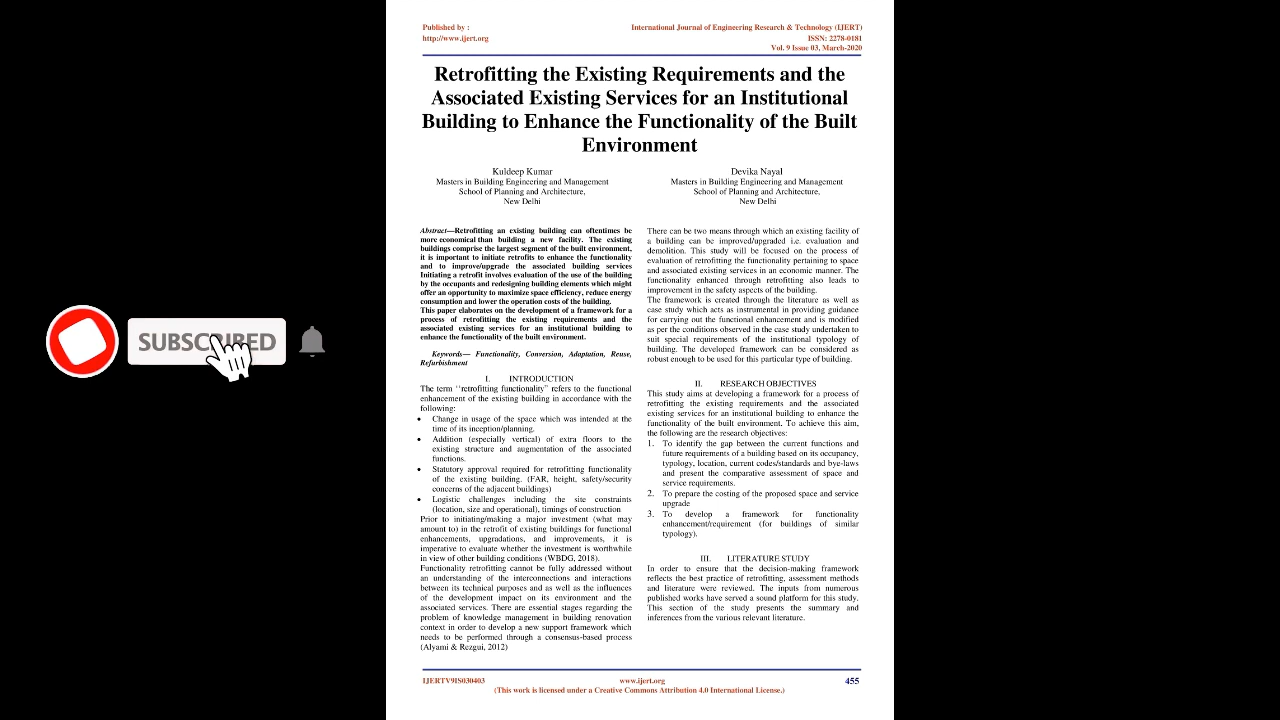 Published by :
http://www.ijert.org
International Journal of Engineering Research & Technology (IJERT)
ISSN: 2278-0181
Vol. 9 Issue 03, March-2020
Retrofitting the Existing Requirements and the
Associated Existing Services for an Institutional
Building to Enhance the Functionality of the Built
Environment
Kuldeep Kumar
Masters in Building Engineering and Management
School of Planning and Architecture,
New Delhi
Devika Nayal
Masters in Building Engineering and Management
School of Planning and Architecture,
New Delhi
Abstract—Retrofitting an existing building can oftentimes be
more economical than building a new facility. The existing
buildings comprise the largest segment of the built environment,
it is important to initiate retrofits to enhance the functionality
and to improve/upgrade the associated building services
Initiating a retrofit involves evaluation of the use of the building
by the occupants and redesigning building elements which might
offer an opportunity to maximize space efficiency, reduce energy
consumption and lower the operation costs of the building.
This paper elaborates on the development of a framework for a
process of retrofitting the existing requirements and the
associated existing services for an institutional building to
enhance the functionality of the built environment.
Keywords— Functionality, Conversion, Adaptation, Reuse,
Refurbishment
I. INTRODUCTION
The term ‘‘retrofitting functionality” refers to the functional
enhancement of the existing building in accordance with the
following:
• Change in usage of the space which was intended at the
time of its inception/planning.
• Addition (especially vertical) of extra floors to the
existing structure and augmentation of the associated
functions.
• Statutory approval required for retrofitting functionality
of the existing building. (FAR, height, safety/security
concerns of the adjacent buildings)
• Logistic challenges including the site constraints
(location, size and operational), timings of construction
Prior to initiating/making a major investment (what may
amount to) in the retrofit of existing buildings for functional
enhancements, upgradations, and improvements, it is
imperative to evaluate whether the investment is worthwhile
in view of other building conditions (WBDG, 2018).
Functionality retrofitting cannot be fully addressed without
an understanding of the interconnections and interactions
between its technical purposes and as well as the influences
of the development impact on its environment and the
associated services. There are essential stages regarding the
problem of knowledge management in building renovation
context in order to develop a new support framework which
needs to be performed through a consensus-based process
(Alyami & Rezgui, 2012)
There can be two means through which an existing facility of
a building can be improved/upgraded i.e. evaluation and
demolition. This study will be focused on the process of
evaluation of retrofitting the functionality pertaining to space
and associated existing services in an economic manner. The
functionality enhanced through retrofitting also leads to
improvement in the safety aspects of the building.
The framework is created through the literature as well as
case study which acts as instrumental in providing guidance
for carrying out the functional enhancement and is modified
as per the conditions observed in the case study undertaken to
suit special requirements of the institutional typology of
building. The developed framework can be considered as
robust enough to be used for this particular type of building.
II. RESEARCH OBJECTIVES
This study aims at developing a framework for a process of
retrofitting the existing requirements and the associated
existing services for an institutional building to enhance the
functionality of the built environment. To achieve this aim,
the following are the research objectives:
1. To identify the gap between the current functions and
future requirements of a building based on its occupancy,
typology, location, current codes/standards and bye-laws
and present the comparative assessment of space and
service requirements.
2. To prepare the costing of the proposed space and service
upgrade
3. To develop a framework for functionality
enhancement/requirement (for buildings of similar
typology).
III. LITERATURE STUDY
In order to ensure that the decision-making framework
reflects the best practice of retrofitting, assessment methods
and literature were reviewed. The inputs from numerous
published works have served a sound platform for this study.
This section of the study presents the summary and
inferences from the various relevant literature.
SUBSCRIBED
IJERTV9IS030403
www.ijert.org
455
(This work is licensed under a Creative Commons Attribution 4.0 International License.)